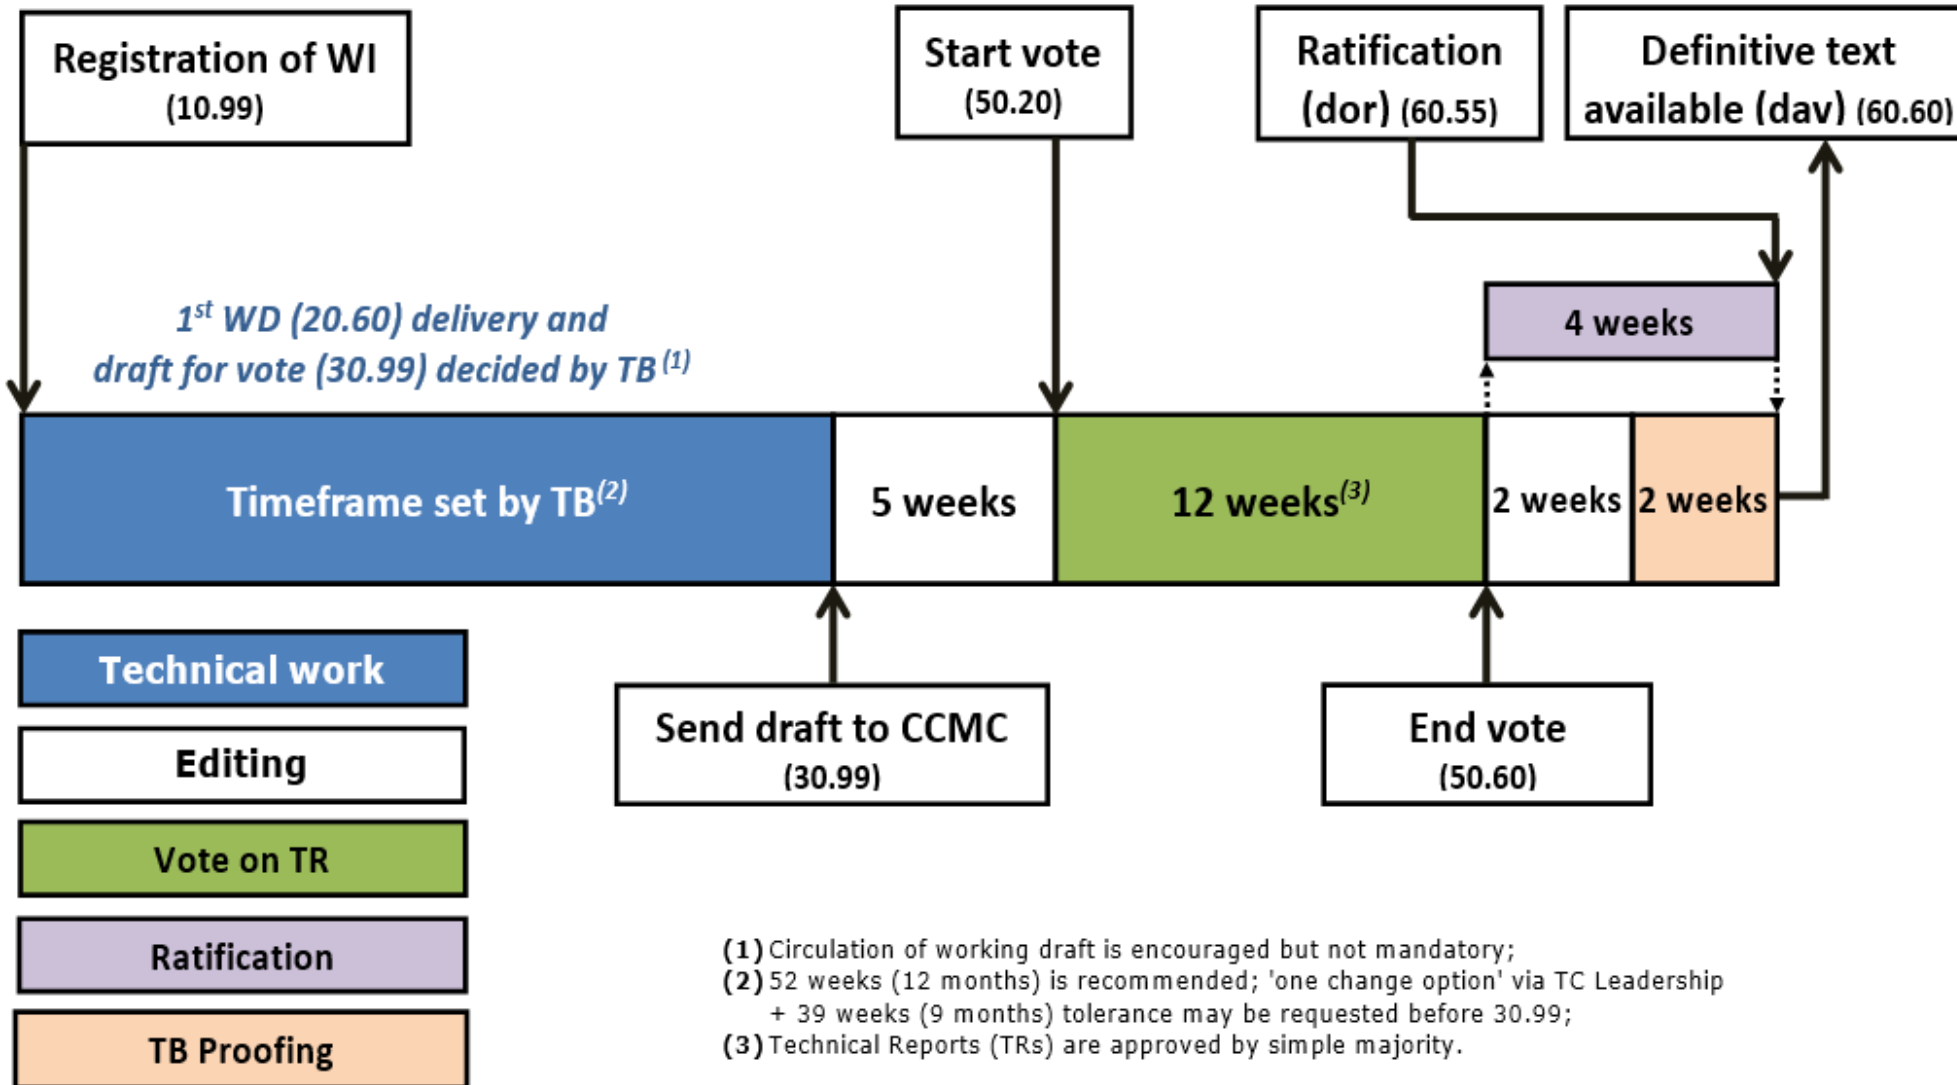 Registration of WI
(10.99)
Start vote
(50.20)
Ratification
(dor) (60.55)
Definitive text
available (dav) (60.60)
1st WD (20.60) delivery and
draft for vote (30.99) decided by TB (1)
4 weeks
Timeframe set by TB(2)
5 weeks
12 weeks(3)
2 weeks
2 weeks
Technical work
Editing
Vote on TR
Ratification
TB Proofing
Send draft to CCMC
(30.99)
End vote
(50.60)
(1) Circulation of working draft is encouraged but not mandatory;
(2) 52 weeks (12 months) is recommended; 'one change option' via TC Leadership
+ 39 weeks (9 months) tolerance may be requested before 30.99;
(3) Technical Reports (TRs) are approved by simple majority.